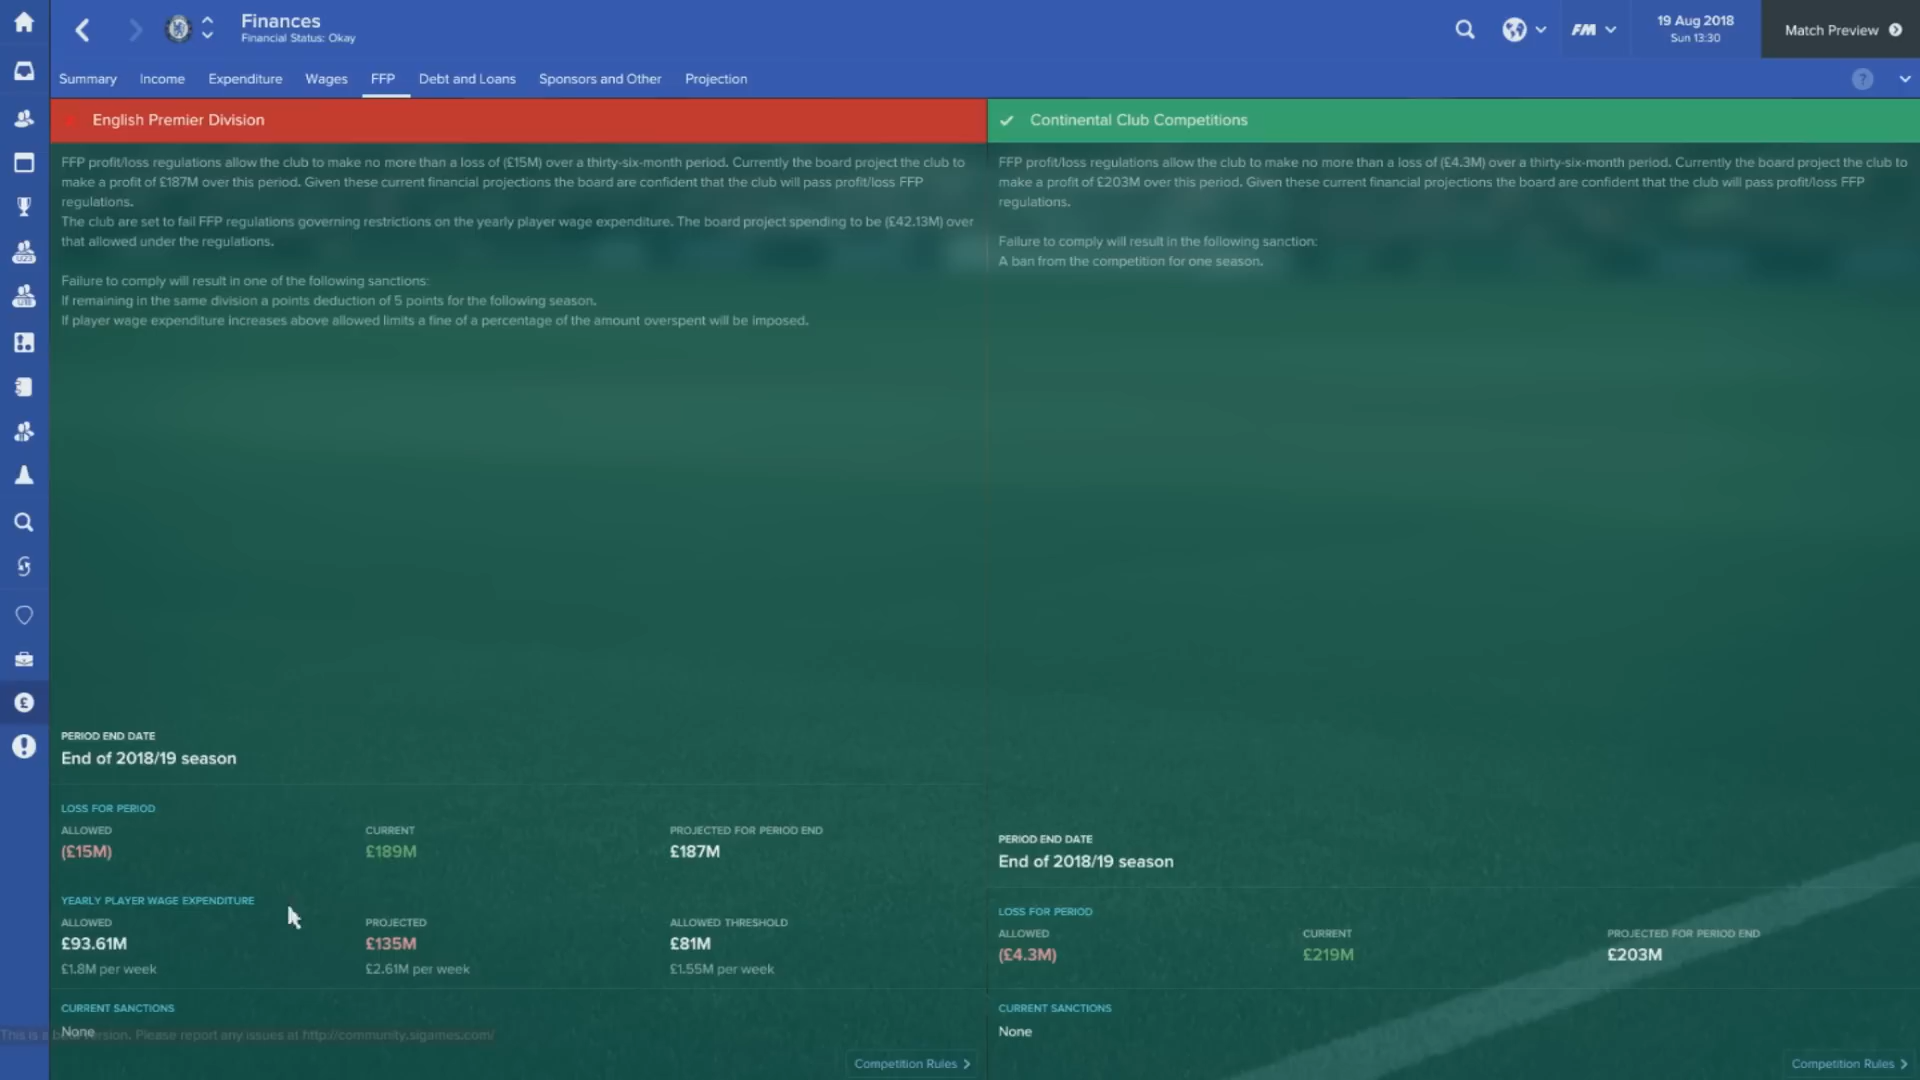 Finances
Financial Status: Okay
FM
19 Aug 2018
Sun 13:30
Match Preview
Summary
Income
Expenditure
Wages
FFP
Debt and Loans
Sponsors and Other
Projection
?
English Premier Division
FFP profit/loss regulations allow the club to make no more than a loss of (£15M) over a thirty-six-month period. Currently the board project the club to
make a profit of £187M over this period. Given these current financial projections the board are confident that the club will pass profit/loss FFP
regulations.
The club are set to fail FFP regulations governing restrictions on the yearly player wage expenditure. The board project spending to be (£42.13M) over
that allowed under the regulations.
Failure to comply will result in one of the following sanctions:
If remaining in the same division a points deduction of 5 points for the following season.
If player wage expenditure increases above allowed limits a fine of a percentage of the amount overspent will be imposed.
PERIOD END DATE
End of 2018/19 season
LOSS FOR PERIOD
ALLOWED
CURRENT
PROJECTED FOR PERIOD END
(£15M)
£189M
£187M
YEARLY PLAYER WAGE EXPENDITURE
ALLOWED
PROJECTED
ALLOWED THRESHOLD
£93.61M
£135M
£81M
£1.8M per week
£2.61M per week
£1.55M per week
CURRENT SANCTIONS
None
This is a beta version. Please report any issues at http://community.sigames.com/
Competition Rules
Continental Club Competitions
FFP profit/loss regulations allow the club to make no more than a loss of (£4.3M) over a thirty-six-month period. Currently the board project the club to
make a profit of £203M over this period. Given these current financial projections the board are confident that the club will pass profit/loss FFP
regulations.
Failure to comply will result in the following sanction:
A ban from the competition for one season.
PERIOD END DATE
End of 2018/19 season
LOSS FOR PERIOD
ALLOWED
CURRENT
PROJECTED FOR PERIOD END
(£4.3M)
£219M
£203M
CURRENT SANCTIONS
None
Competition Rules